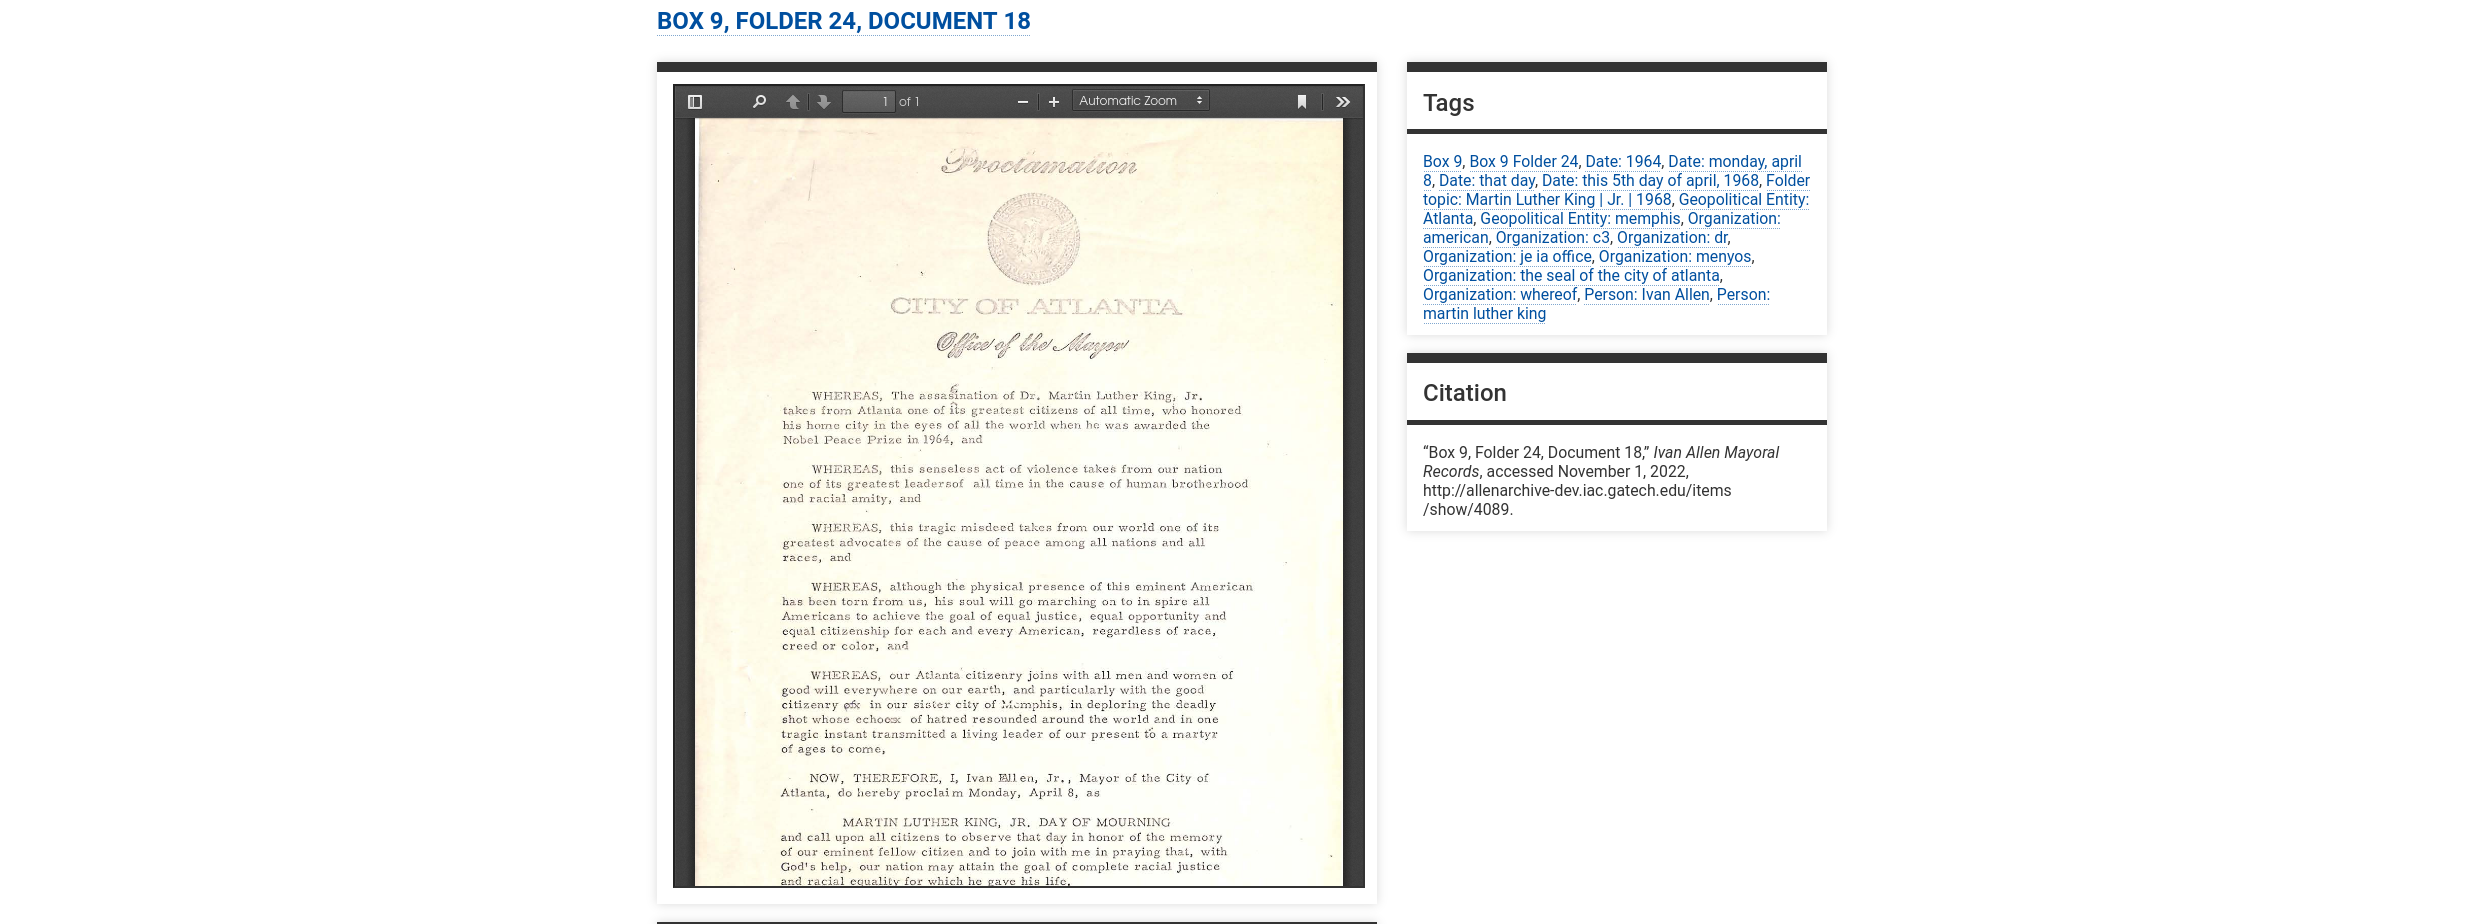 BOX 9, FOLDER 24, DOCUMENT 18
1 of 1
Automatic Zoom
Proclamation
CITY OF ATLANTA
Office of the Mayor
WHEREAS, The assasination of Dr. Martin Luther King, Jr.
takes from Atlanta one of its greatest citizens of all time, who honored
his home city in the eyes of all the world when he was awarded the
Nobel Peace Prize in 1964, and
WHEREAS, this senseless act of violence takes from our nation
one of its greatest leadersof all time in the cause of human brotherhood
and racial amity, and
WHEREAS, this tragic misdeed takes from our world one of its
greatest advocates of the cause of peace among all nations and all
races, and
WHEREAS, although the physical presence of this eminent American
has been torn from us, his soul will go marching on to in spire all
Americans to achieve the goal of equal justice, equal opportunity and
equal citizenship for each and every American, regardless of race,
creed or color, and
WHEREAS, our Atlanta citizenry joins with all men and women of
good will everywhere on our earth, and particularly with the good
citizenry in our sister city of Memphis, in deploring the deadly
shot whose of hatred resounded around the world and in one
tragic instant transmitted a living leader of our present to a martyr
of ages to come,
NOW, THEREFORE, I, Ivan Allen, Jr., Mayor of the City of
Atlanta, do hereby proclaim Monday, April 8, as
MARTIN LUTHER KING, JR. DAY OF MOURNING
and call upon all citizens to observe that day in honor of the memory
of our eminent fellow citizen and to join with me in praying that, with
God's help, our nation may attain the goal of complete racial justice
and racial equality for which he gave his life.
Tags
Box 9, Box 9 Folder 24, Date: 1964, Date: monday, april
8, Date: that day, Date: this 5th day of april, 1968, Folder
topic: Martin Luther King | Jr. | 1968, Geopolitical Entity:
Atlanta, Geopolitical Entity: memphis, Organization:
american, Organization: c3, Organization: dr,
Organization: je ia office, Organization: menyos,
Organization: the seal of the city of atlanta,
Organization: whereof, Person: Ivan Allen, Person:
martin luther king
Citation
“Box 9, Folder 24, Document 18,” Ivan Allen Mayoral
Records, accessed November 1, 2022,
http://allenarchive-dev.iac.gatech.edu/items
/show/4089.